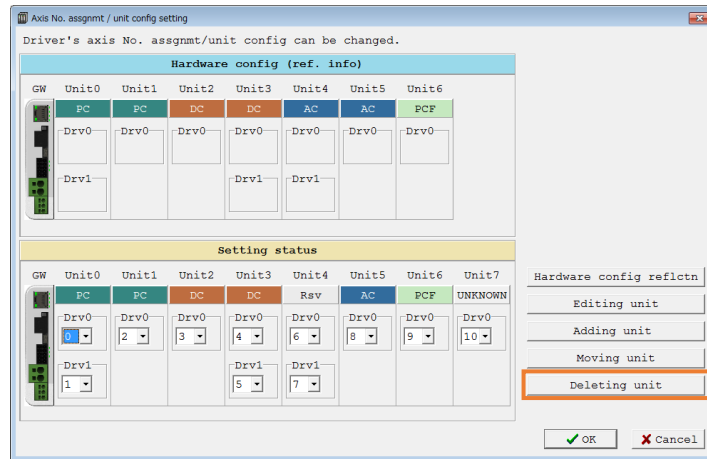 Axis No. assgnmt / unit config setting
Driver's axis No. assgnmt/unit config can be changed.
Hardware config (ref. info)
GW Unit0 Unit1 Unit2 Unit3 Unit4 Unit5 Unit6
PC PC DC DC AC AC PCF
Drv0 Drv0 Drv0 Drv0 Drv0 Drv0 Drv0
Drv1 Drv1 Drv1
Setting status
GW Unit0 Unit1 Unit2 Unit3 Unit4 Unit5 Unit6 Unit7
PC PC DC DC Rsv AC PCF UNKNOWN
Drv0 Drv0 Drv0 Drv0 Drv0 Drv0 Drv0 Drv0
0 2 3 4 6 8 9 10
Drv1 Drv1 Drv1
1 5 7
Hardware config reflctn
Editing unit
Adding unit
Moving unit
Deleting unit
OK Cancel